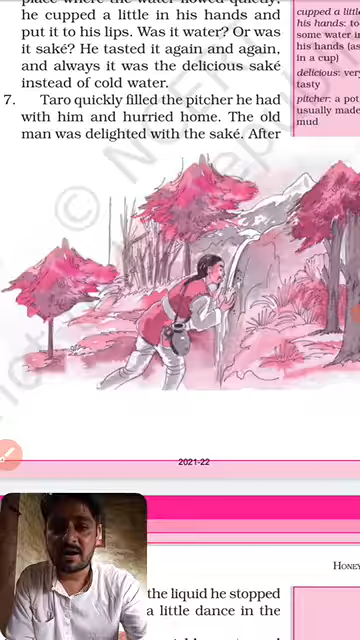 he cupped a little in his hands and
put it to his lips. Was it water? Or was
it saké? He tasted it again and again,
and always it was the delicious saké
instead of cold water.
7. Taro quickly filled the pitcher he had
with him and hurried home. The old
man was delighted with the saké. After
cupped a little
his hands: to
some water in
his hands (as
in a cup)
delicious: very
tasty
pitcher: a pot
usually made
mud
2021-22
HONEY
the liquid he stopped
a little dance in the